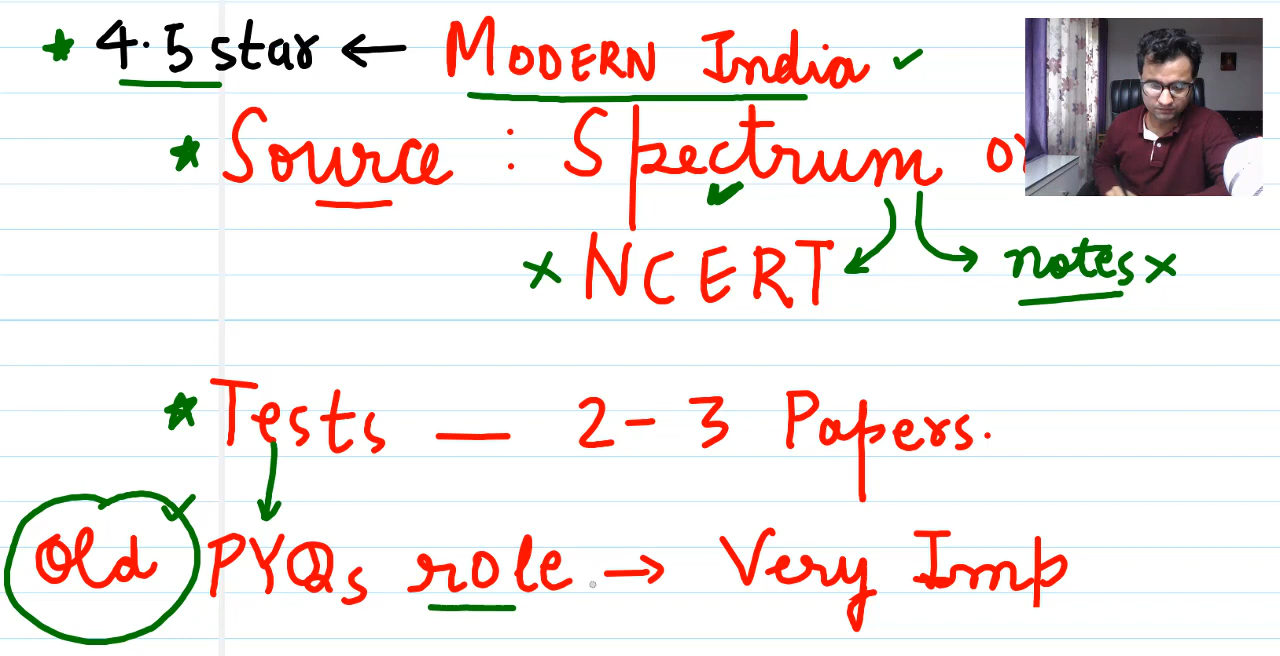 * 4.5 star ← MODERN India ✓
* Source : Spectrum
× NCERT notes ×
* Tests — 2-3 Papers.
Old PYQs role → Very Imp